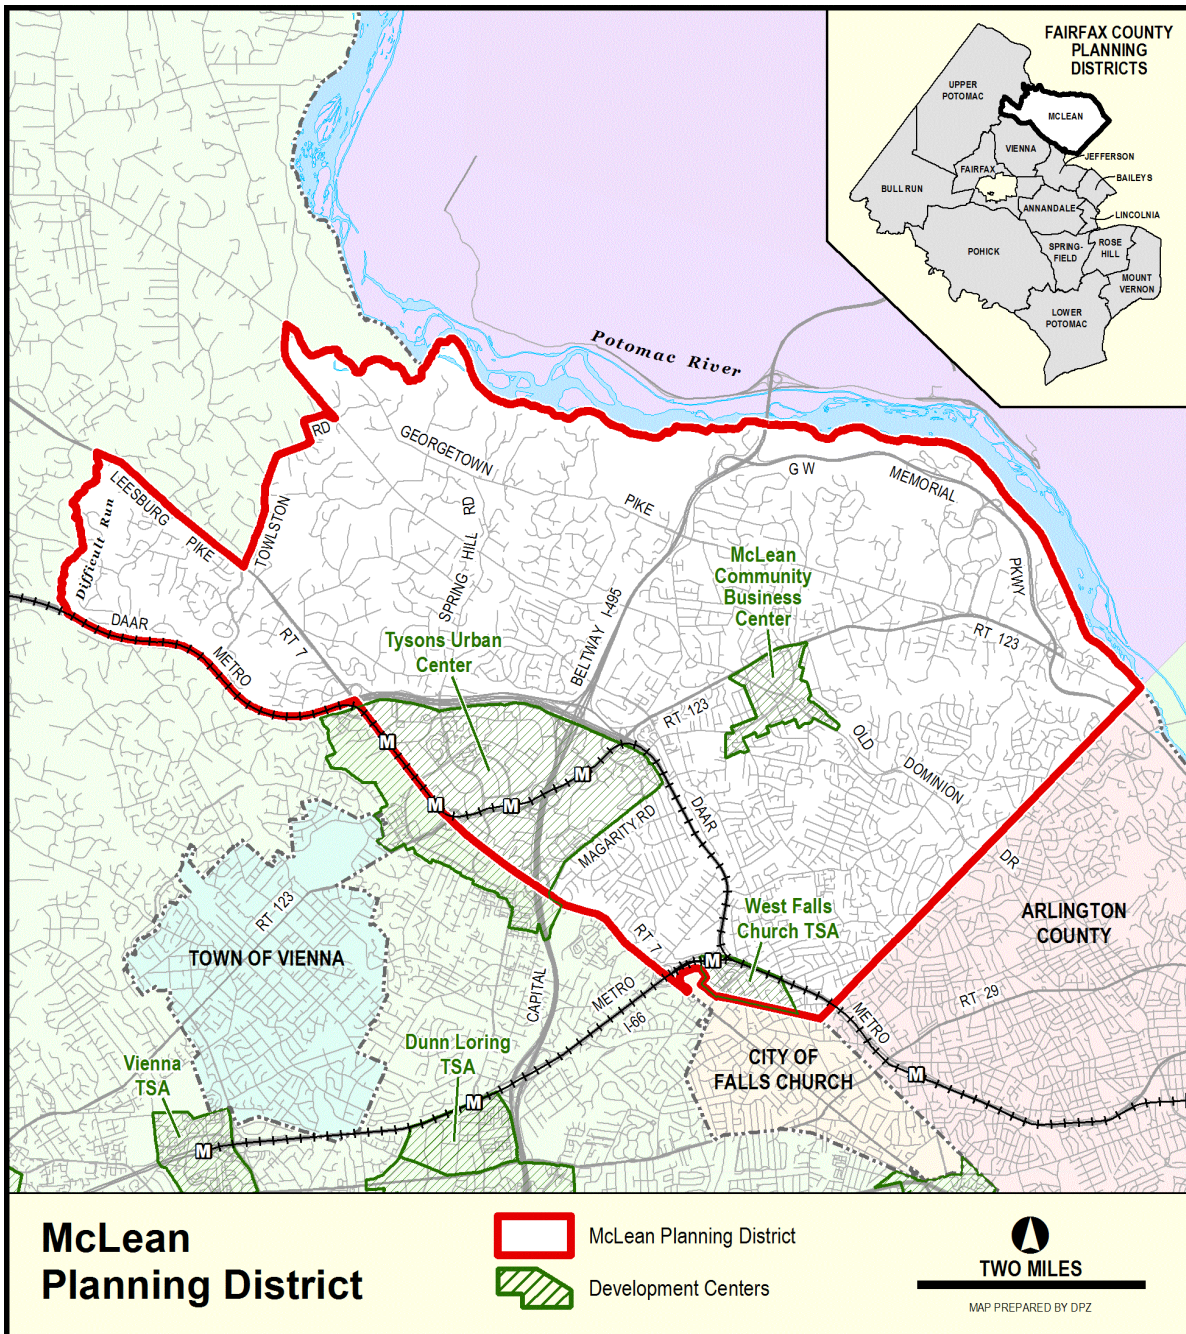 FAIRFAX COUNTY
PLANNING
DISTRICTS
UPPER
POTOMAC
MCLEAN
VIENNA
JEFFERSON
FAIRFAX
BAILEYS
BULL RUN
ANNANDALE
LINCOLNIA
POHICK
SPRING-
FIELD
ROSE
HILL
MOUNT
VERNON
LOWER
POTOMAC
Potomac River
RD
GEORGETOWN
PIKE
G W
MEMORIAL
PKWY
LEESBURG
PIKE
Difficult Run
TOWLSTON
SPRING HILL RD
BELTWAY I-495
McLean
Community
Business
Center
DAAR
METRO
RT 7
Tysons Urban
Center
RT 123
RT 123
OLD
DOMINION
DR
M
M
M
M
DAAR
MAGARITY RD
West Falls
Church TSA
ARLINGTON
COUNTY
RT 123
TOWN OF VIENNA
RT 7
M
CAPITAL
METRO
I-66
RT 29
METRO
Dunn Loring
TSA
Vienna
TSA
CITY OF
FALLS CHURCH
M
M
M
McLean
Planning District
McLean Planning District
Development Centers
TWO MILES
MAP PREPARED BY DPZ